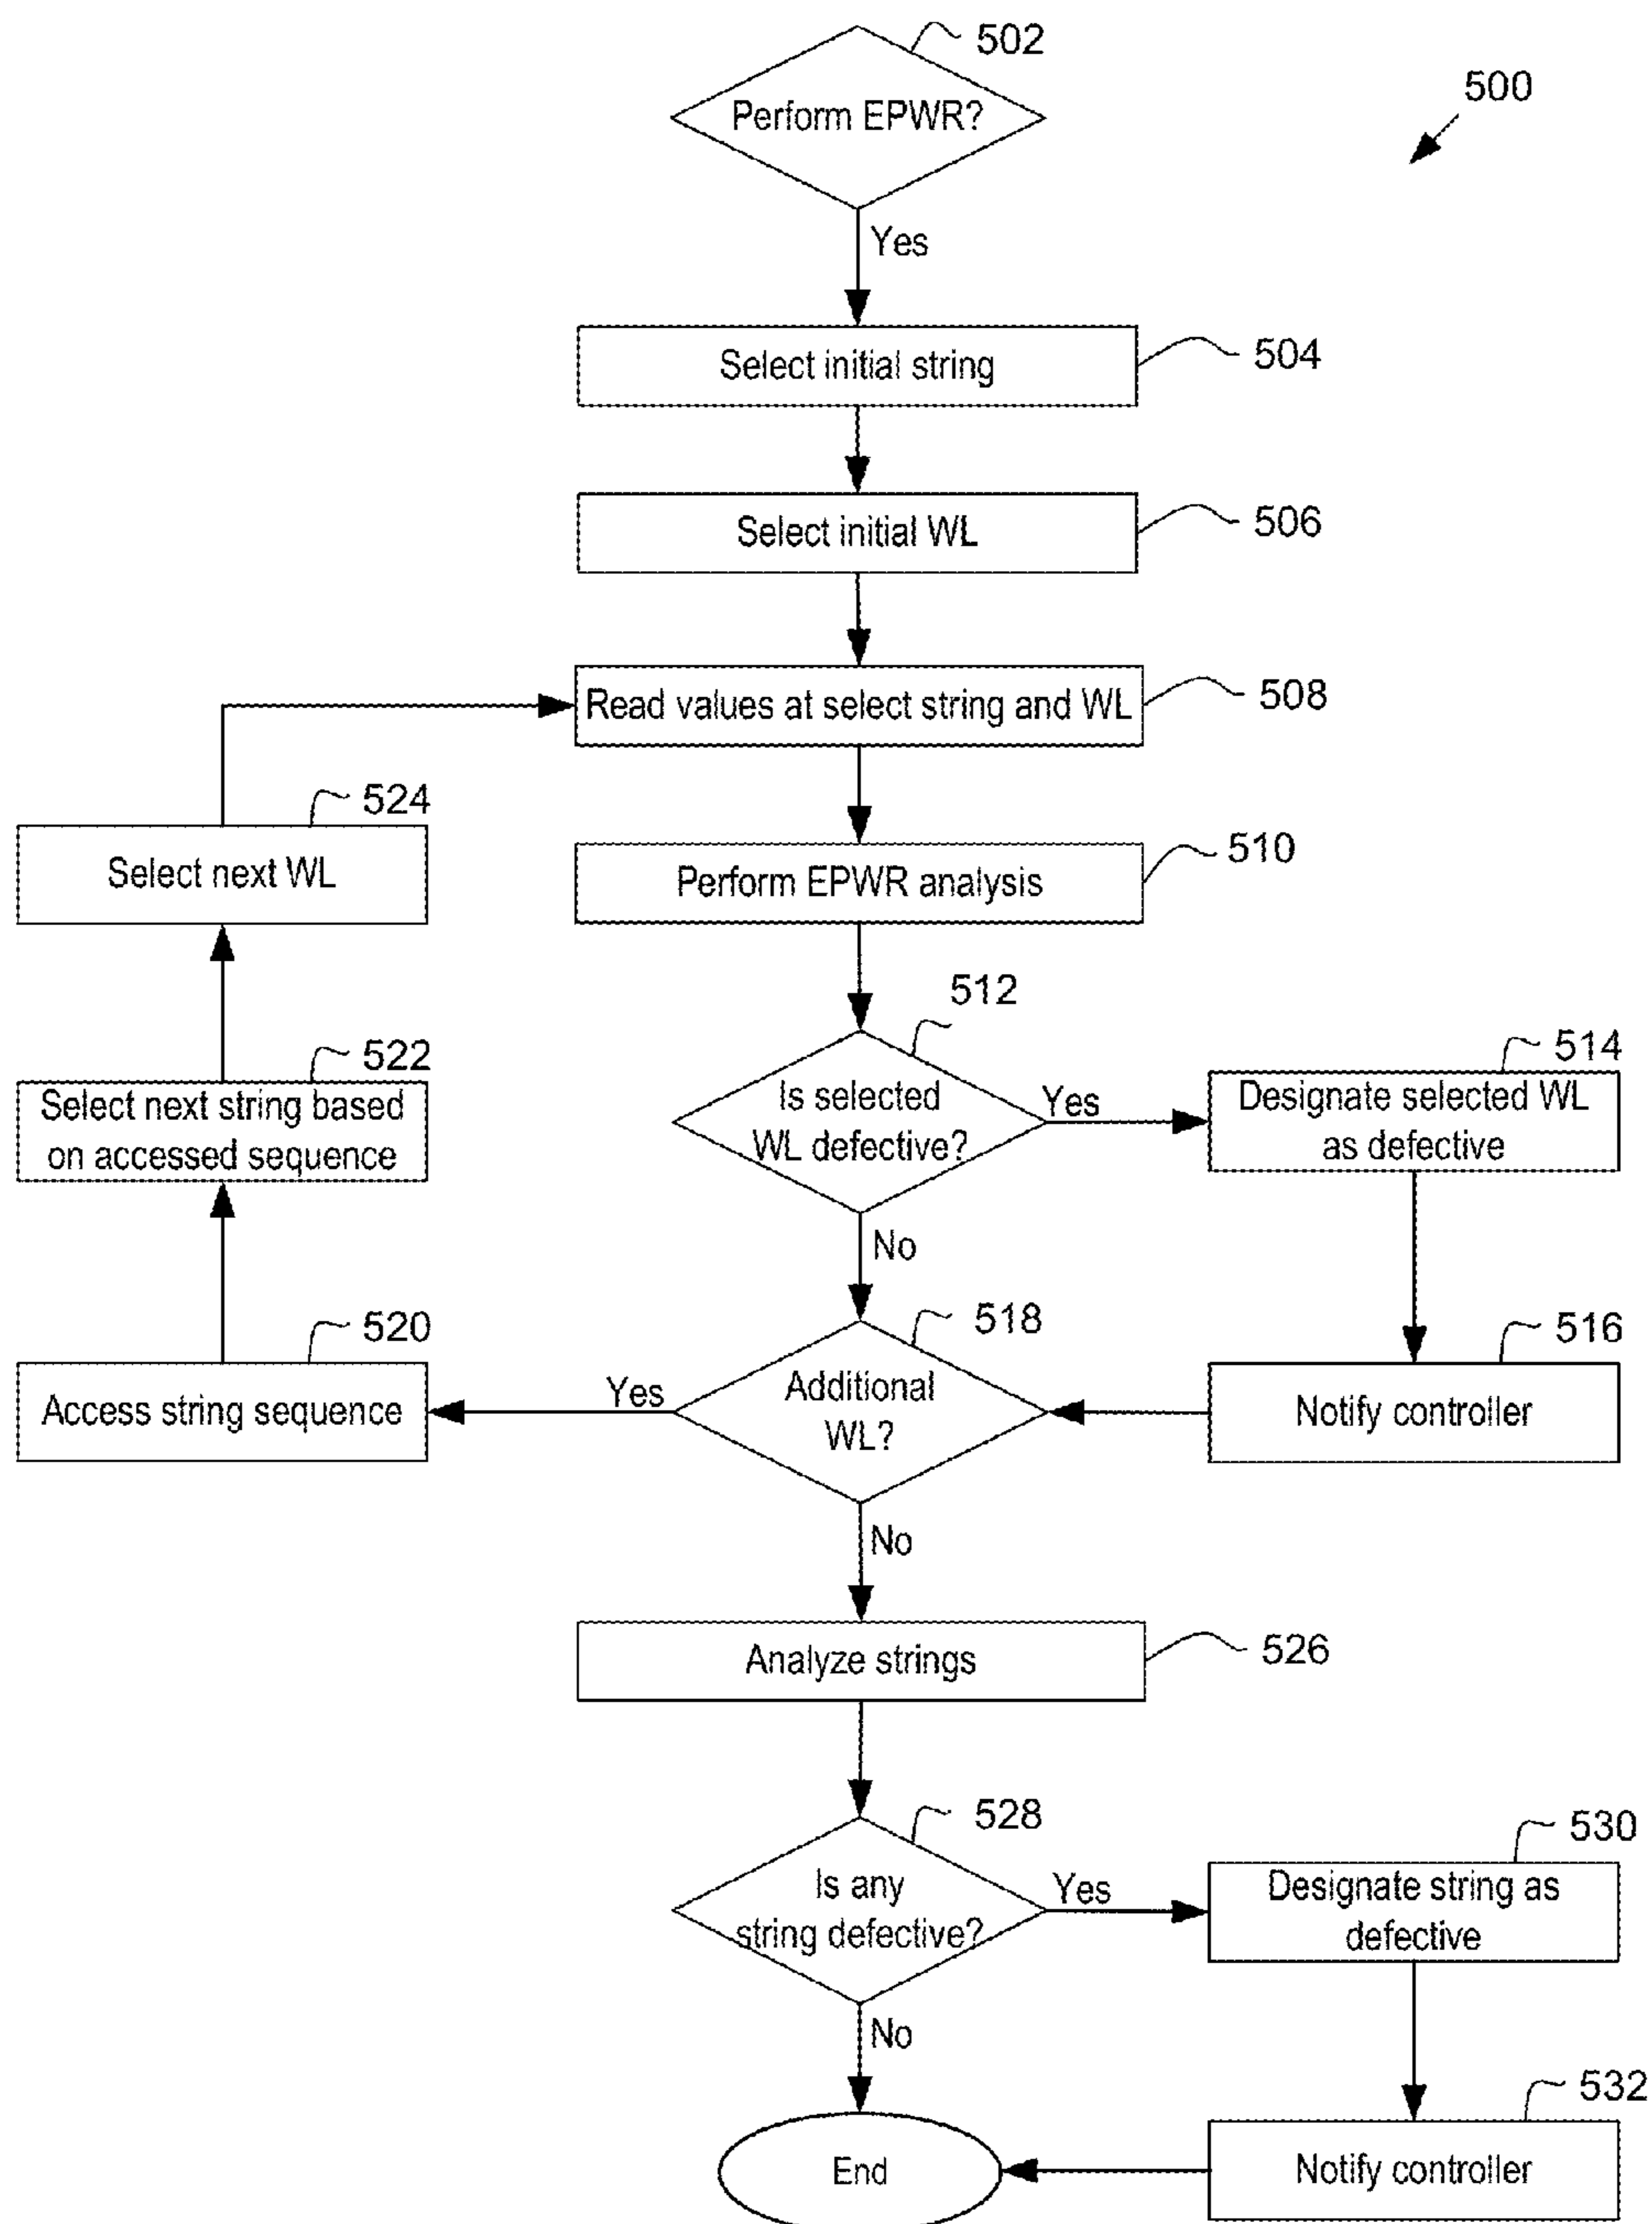 502
500
Perform EPWR?
Yes
Select initial string
504
Select initial WL
506
Read values at select string and WL
508
524
Select next WL
Perform EPWR analysis
510
512
522
Select next string based
on accessed sequence
Is selected
WL defective?
Yes
514
Designate selected WL
as defective
No
520
Access string sequence
Yes
518
Additional
WL?
516
Notify controller
No
Analyze strings
526
528
Is any
string defective?
Yes
530
Designate string as
defective
No
End
532
Notify controller